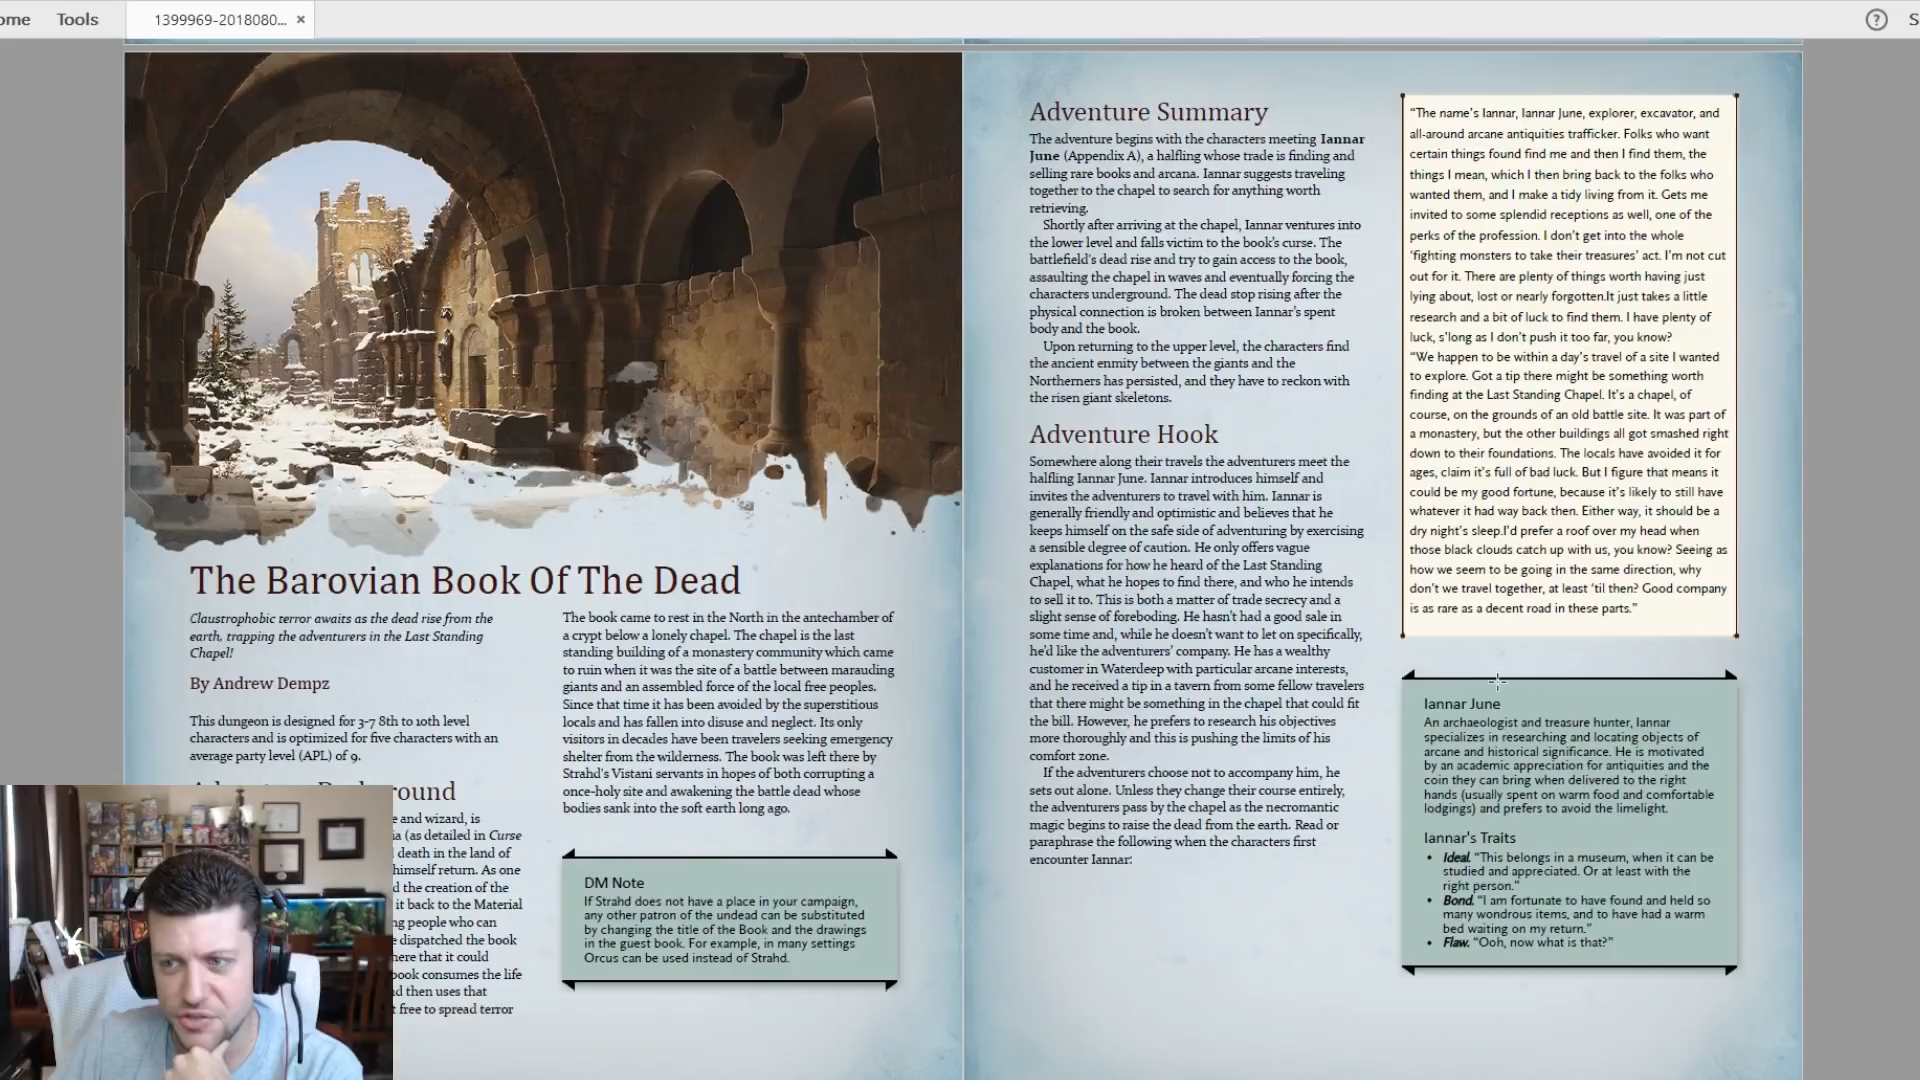 ome
Tools
1399969-2018080... ×
?
S
The Barovian Book Of The Dead
Claustrophobic terror awaits as the dead rise from the
earth, trapping the adventurers in the Last Standing
Chapel!
By Andrew Dempz
This dungeon is designed for 3-7 8th to 10th level
characters and is optimized for five characters with an
average party level (APL) of 9.
ound
e and wizard, is
ia (as detailed in Curse
death in the land of
himself return. As one
d the creation of the
it back to the Material
ng people who can
e dispatched the book
here that it could
book consumes the life
nd then uses that
t free to spread terror
The book came to rest in the North in the antechamber of
a crypt below a lonely chapel. The chapel is the last
standing building of a monastery community which came
to ruin when it was the site of a battle between marauding
giants and an assembled force of the local free peoples.
Since that time it has been avoided by the superstitious
locals and has fallen into disuse and neglect. Its only
visitors in decades have been travelers seeking emergency
shelter from the wilderness. The book was left there by
Strahd's Vistani servants in hopes of both corrupting a
once-holy site and awakening the battle dead whose
bodies sank into the soft earth long ago.
DM Note
If Strahd does not have a place in your campaign,
any other patron of the undead can be substituted
by changing the title of the Book and the drawings
in the guest book. For example, in many settings
Orcus can be used instead of Strahd.
Adventure Summary
The adventure begins with the characters meeting Iannar
June (Appendix A), a halfling whose trade is finding and
selling rare books and arcana. Iannar suggests traveling
together to the chapel to search for anything worth
retrieving.
Shortly after arriving at the chapel, Iannar ventures into
the lower level and falls victim to the book's curse. The
battlefield's dead rise and try to gain access to the book,
assaulting the chapel in waves and eventually forcing the
characters underground. The dead stop rising after the
physical connection is broken between Iannar's spent
body and the book.
Upon returning to the upper level, the characters find
the ancient enmity between the giants and the
Northerners has persisted, and they have to reckon with
the risen giant skeletons.
Adventure Hook
Somewhere along their travels the adventurers meet the
halfling Iannar June. Iannar introduces himself and
invites the adventurers to travel with him. Iannar is
generally friendly and optimistic and believes that he
keeps himself on the safe side of adventuring by exercising
a sensible degree of caution. He only offers vague
explanations for how he heard of the Last Standing
Chapel, what he hopes to find there, and who he intends
to sell it to. This is both a matter of trade secrecy and a
slight sense of foreboding. He hasn't had a good sale in
some time and, while he doesn't want to let on specifically,
he'd like the adventurers' company. He has a wealthy
customer in Waterdeep with particular arcane interests,
and he received a tip in a tavern from some fellow travelers
that there might be something in the chapel that could fit
the bill. However, he prefers to research his objectives
more thoroughly and this is pushing the limits of his
comfort zone.
If the adventurers choose not to accompany him, he
sets out alone. Unless they change their course entirely,
the adventurers pass by the chapel as the necromantic
magic begins to raise the dead from the earth. Read or
paraphrase the following when the characters first
encounter Iannar:
“The name's Iannar, Iannar June, explorer, excavator, and
all-around arcane antiquities trafficker. Folks who want
certain things found find me and then I find them, the
things I mean, which I then bring back to the folks who
wanted them, and I make a tidy living from it. Gets me
invited to some splendid receptions as well, one of the
perks of the profession. I don't get into the whole
‘fighting monsters to take their treasures’ act. I'm not cut
out for it. There are plenty of things worth having just
lying about, lost or nearly forgotten.It just takes a little
research and a bit of luck to find them. I have plenty of
luck, s'long as I don't push it too far, you know?
“We happen to be within a day's travel of a site I wanted
to explore. Got a tip there might be something worth
finding at the Last Standing Chapel. It's a chapel, of
course, on the grounds of an old battle site. It was part of
a monastery, but the other buildings all got smashed right
down to their foundations. The locals have avoided it for
ages, claim it's full of bad luck. But I figure that means it
could be my good fortune, because it's likely to still have
whatever it had way back then. Either way, it should be a
dry night's sleep.I'd prefer a roof over my head when
those black clouds catch up with us, you know? Seeing as
how we seem to be going in the same direction, why
don't we travel together, at least ‘til then? Good company
is as rare as a decent road in these parts.”
Iannar June
An archaeologist and treasure hunter, Iannar
specializes in researching and locating objects of
arcane and historical significance. He is motivated
by an academic appreciation for antiquities and the
coin they can bring when delivered to the right
hands (usually spent on warm food and comfortable
lodgings) and prefers to avoid the limelight.
Iannar's Traits
• Ideal. “This belongs in a museum, when it can be
studied and appreciated. Or at least with the
right person.”
• Bond. “I am fortunate to have found and held so
many wondrous items, and to have had a warm
bed waiting on my return.”
• Flaw. “Ooh, now what is that?”